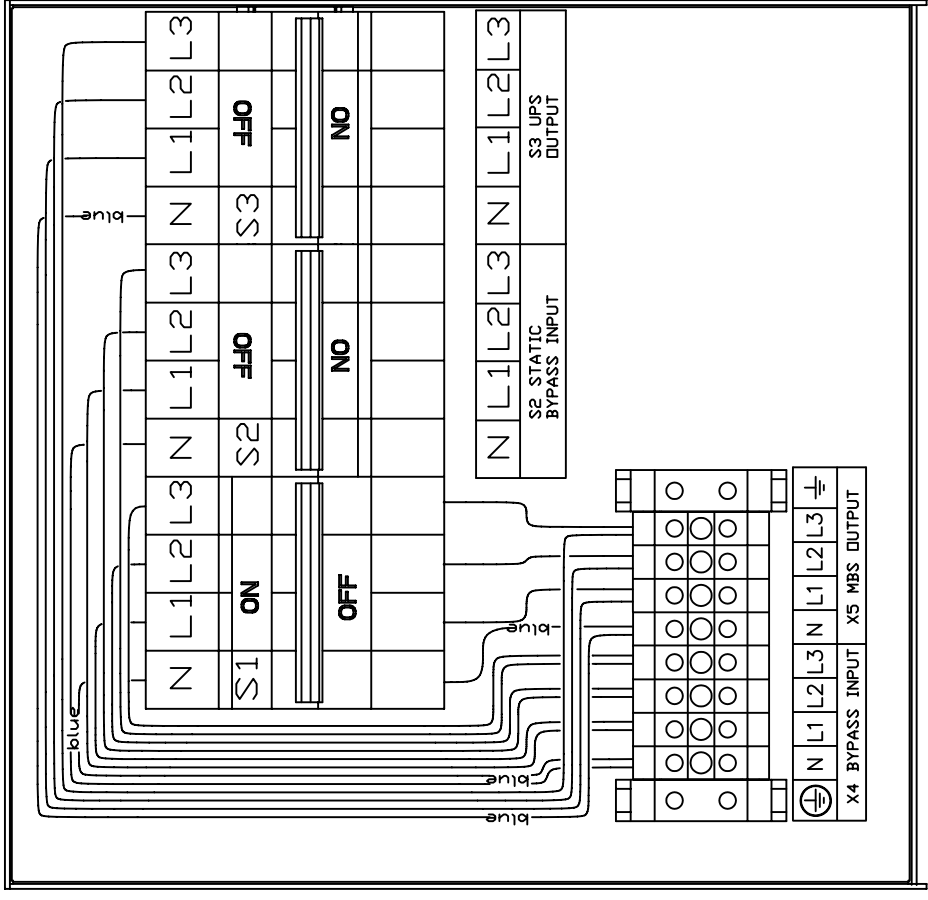 L3
L2
L1
N
L3
L2
L1
N
L3
L2
L1
N
OFF
S3
OFF
S2
ON
S1
ON
ON
OFF
L3
L2
L1
N
L3
L2
L1
N
S3 UPS
OUTPUT
S2 STATIC
BYPASS INPUT
L3
L2
L1
N
L3
L2
L1
N
X5 MBS OUTPUT
X4 BYPASS INPUT
blue
blue
blue
blue
blue